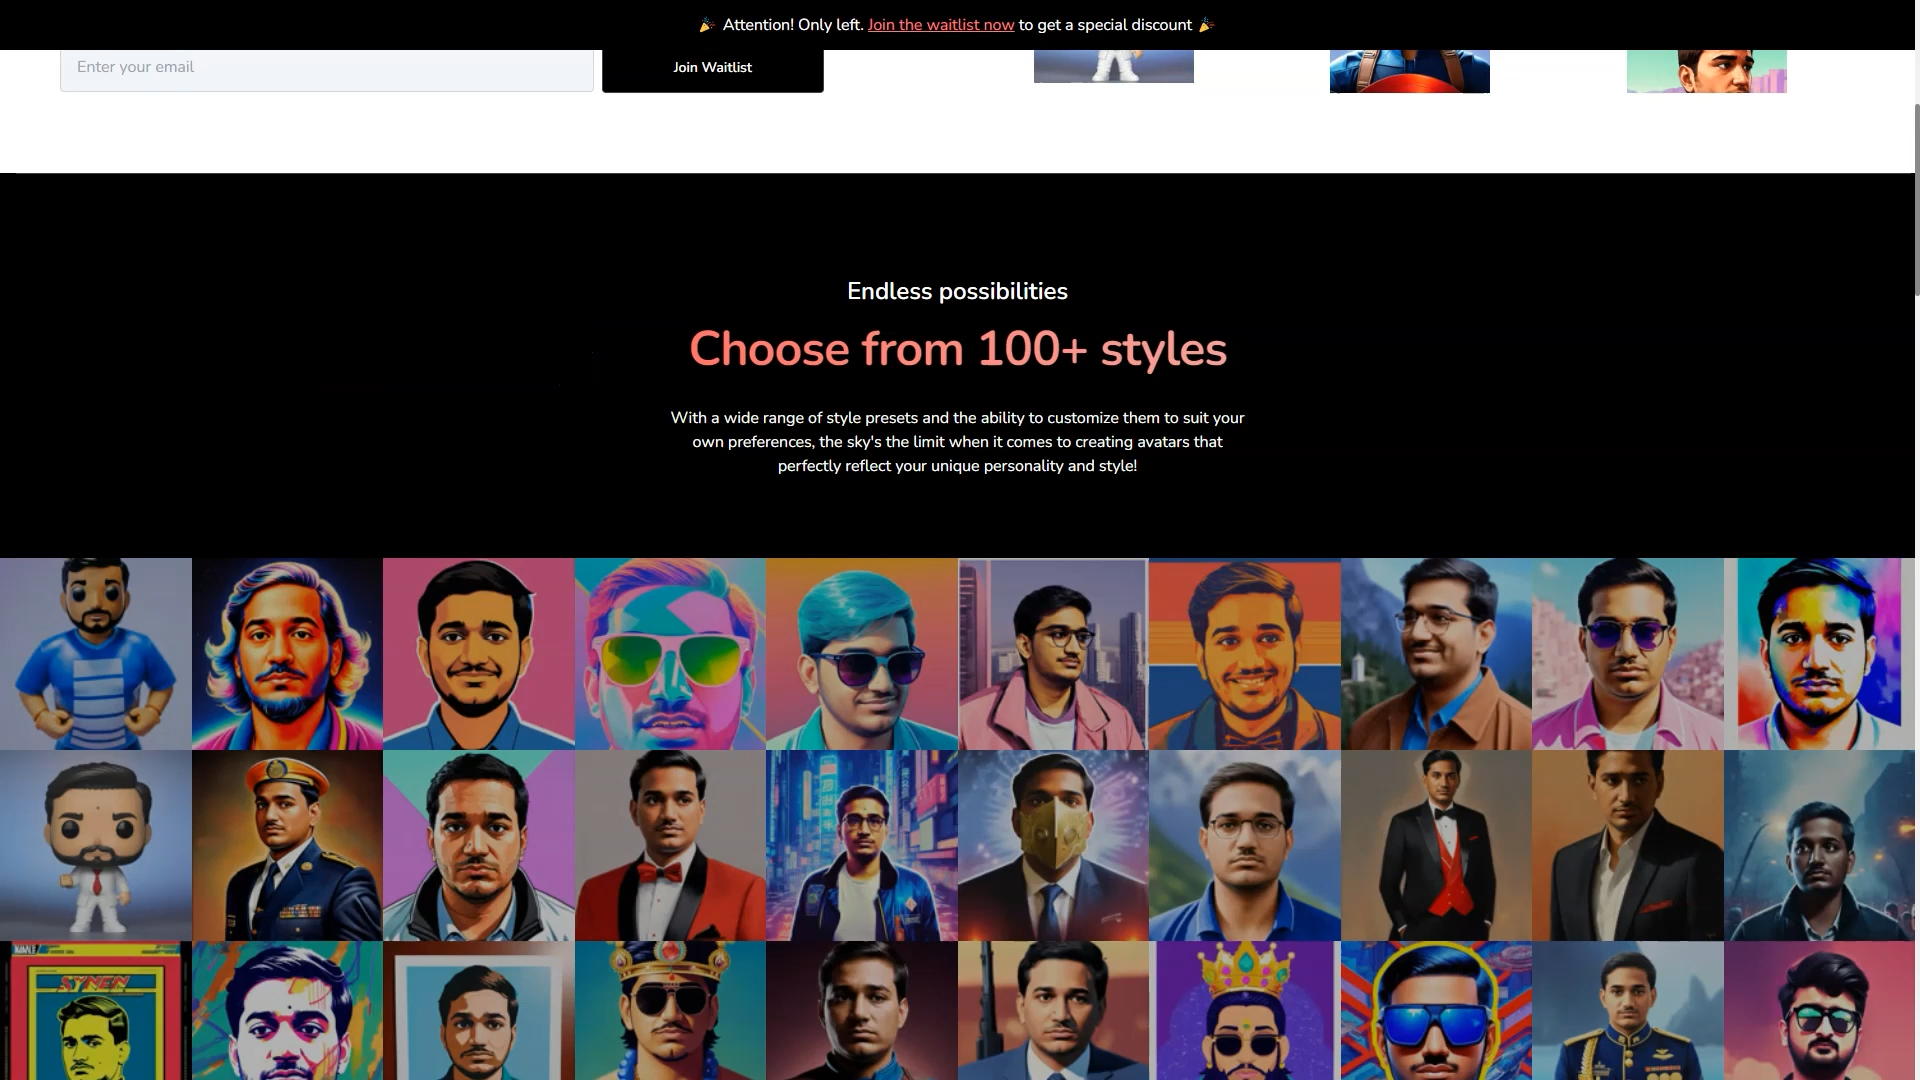 🎉 Attention! Only left. Join the waitlist now to get a special discount 🎉
Enter your email
Join Waitlist
Endless possibilities
Choose from 100+ styles
With a wide range of style presets and the ability to customize them to suit your
own preferences, the sky's the limit when it comes to creating avatars that
perfectly reflect your unique personality and style!
SYNEN